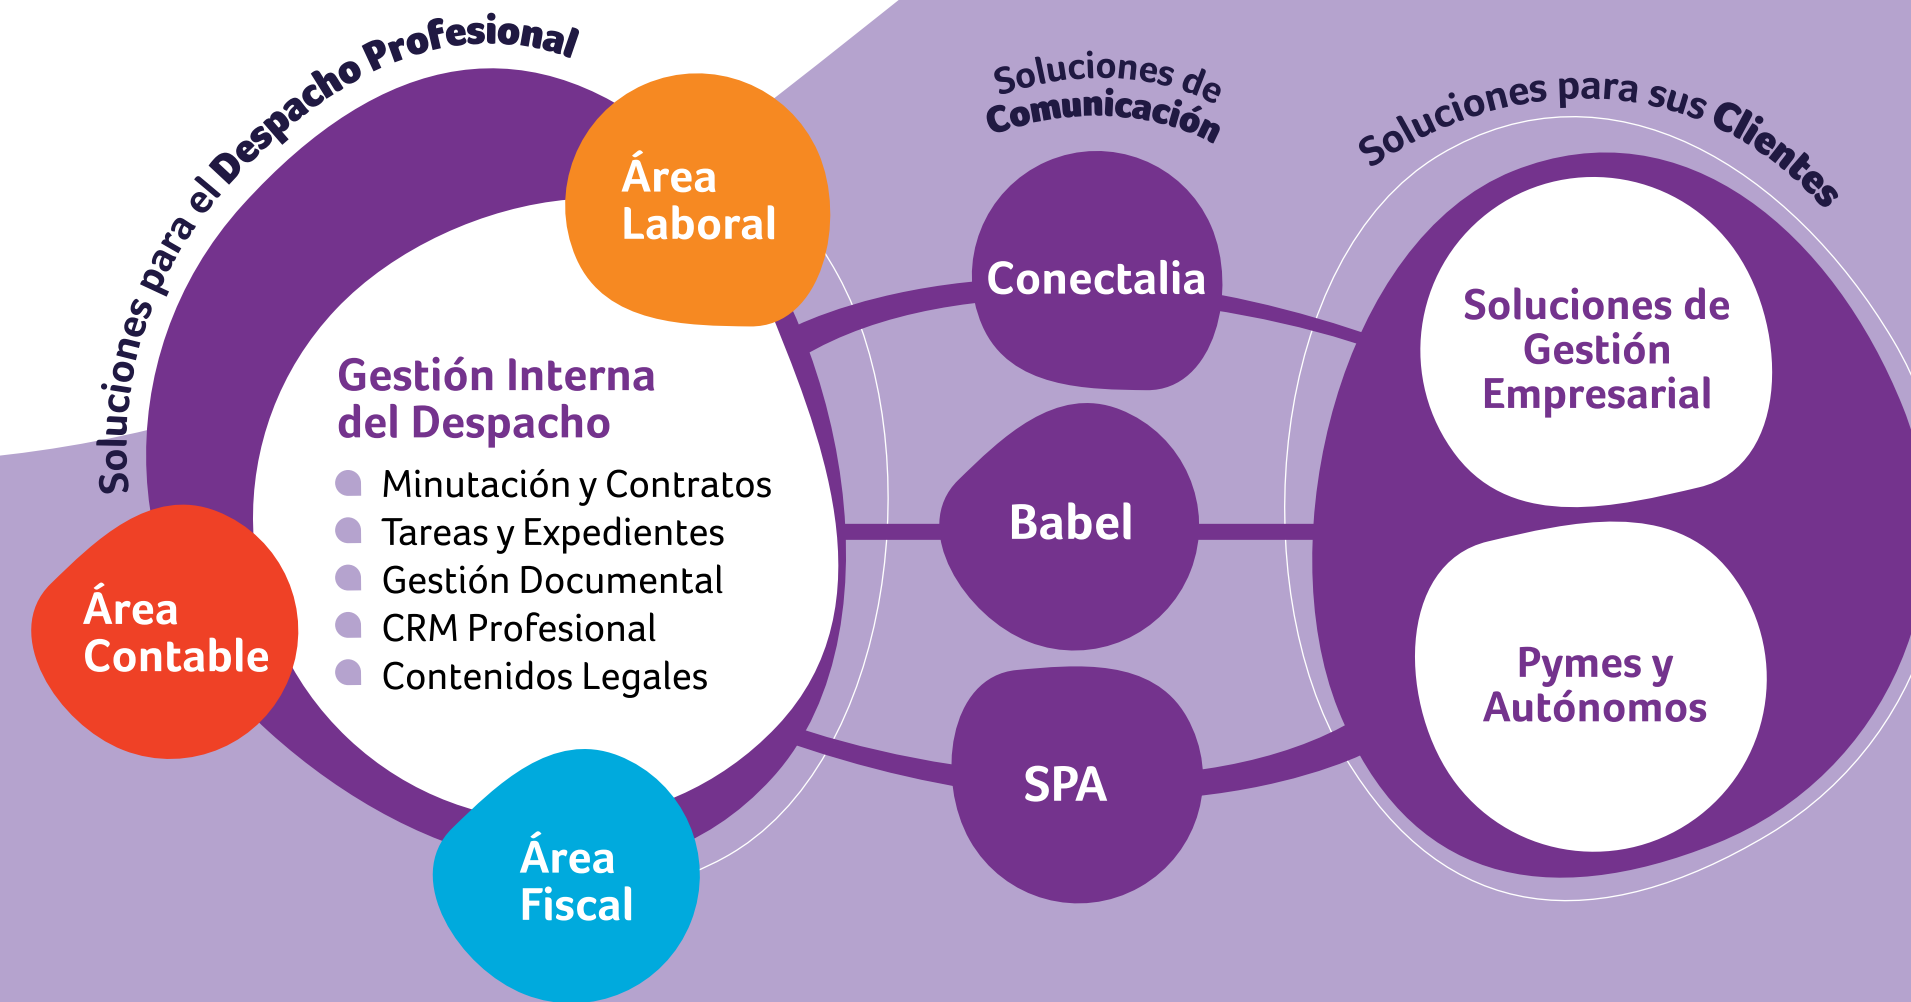 Soluciones para el Despacho Profesional
Área
Laboral
Gestión Interna
del Despacho
Minutación y Contratos
Tareas y Expedientes
Gestión Documental
CRM Profesional
Contenidos Legales
Área
Contable
Área
Fiscal
Soluciones de
Comunicación
Conectalia
Babel
SPA
Soluciones para sus Clientes
Soluciones de
Gestión
Empresarial
Pymes y
Autónomos